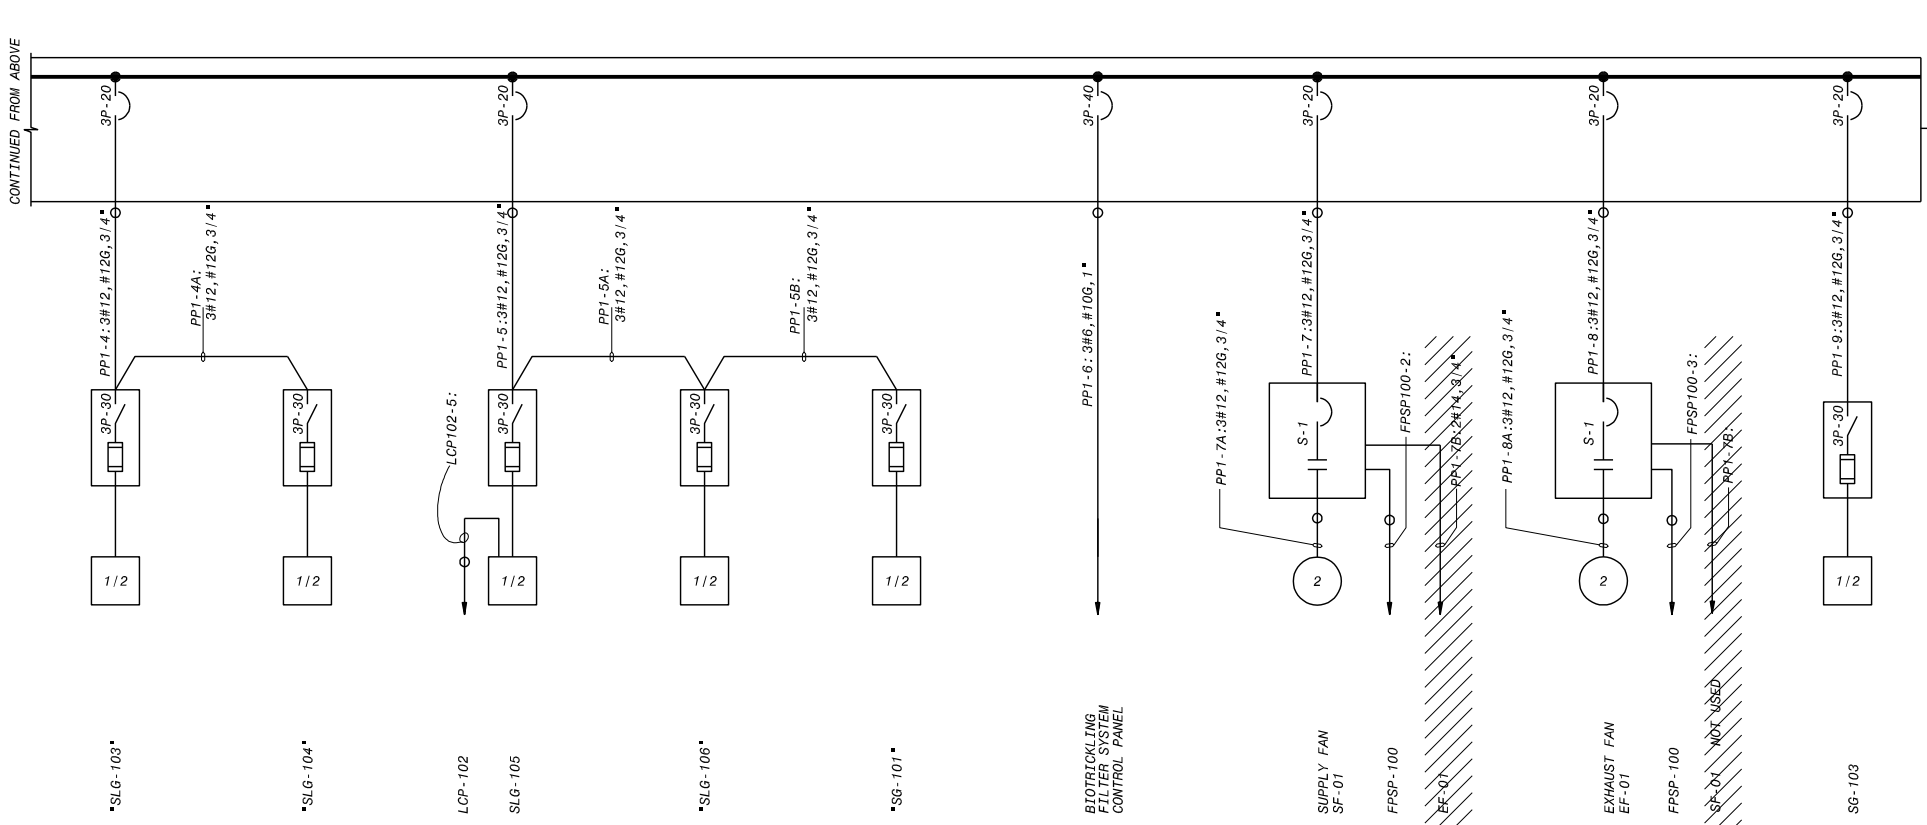 CONTINUED FROM ABOVE
3P-20
3P-20
3P-40
3P-20
3P-20
3P-20
PP1-4:3#12,#12G,3/4"
PP1-4A:
3#12,#12G,3/4"
PP1-5:3#12,#12G,3/4"
PP1-5A:
3#12,#12G,3/4"
PP1-5B:
3#12,#12G,3/4"
PP1-6: 3#6,#10G,1"
PP1-7A:3#12,#12G,3/4"
PP1-7:3#12,#12G,3/4"
FPSP100-2:
PP1-7B:2#14,3/4"
PP1-8A:3#12,#12G,3/4"
PP1-8:3#12,#12G,3/4"
FPSP100-3:
PP1-7B:
PP1-9:3#12,#12G,3/4"
3P-30
3P-30
LCP102-5:
3P-30
3P-30
3P-30
S-1
S-1
3P-30
1/2
1/2
1/2
1/2
1/2
2
2
1/2
"SLG-103"
"SLG-104"
LCP-102
SLG-105
"SLG-106"
"SG-101"
BIOTRICKLING
FILTER SYSTEM
CONTROL PANEL
SUPPLY FAN
SF-01
FPSP-100
EF-01
EXHAUST FAN
EF-01
FPSP-100
SF-01 NOT USED
SG-103